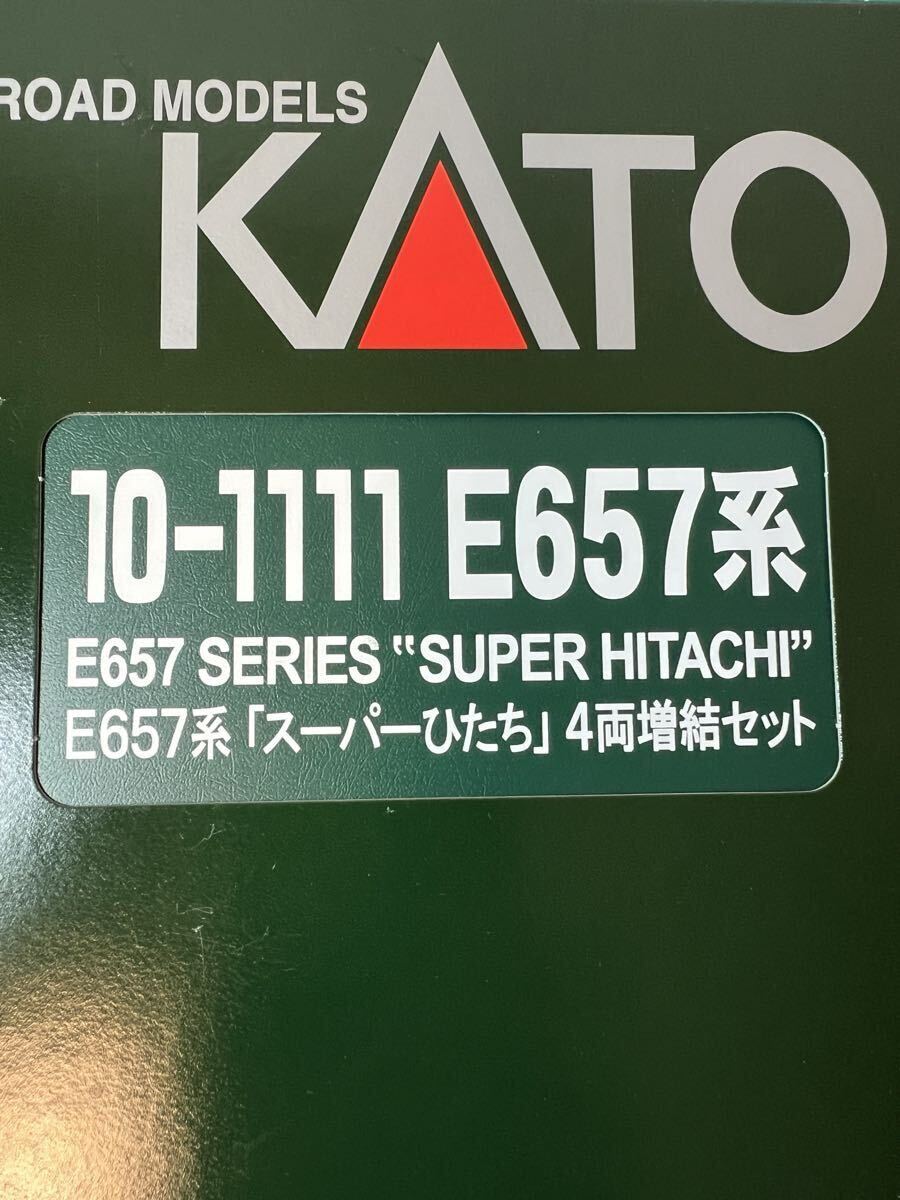 ROAD MODELS
KATO
10-1111 E657系
E657 SERIES “SUPER HITACHI”
E657系「スーパーひたち」4両増結セット